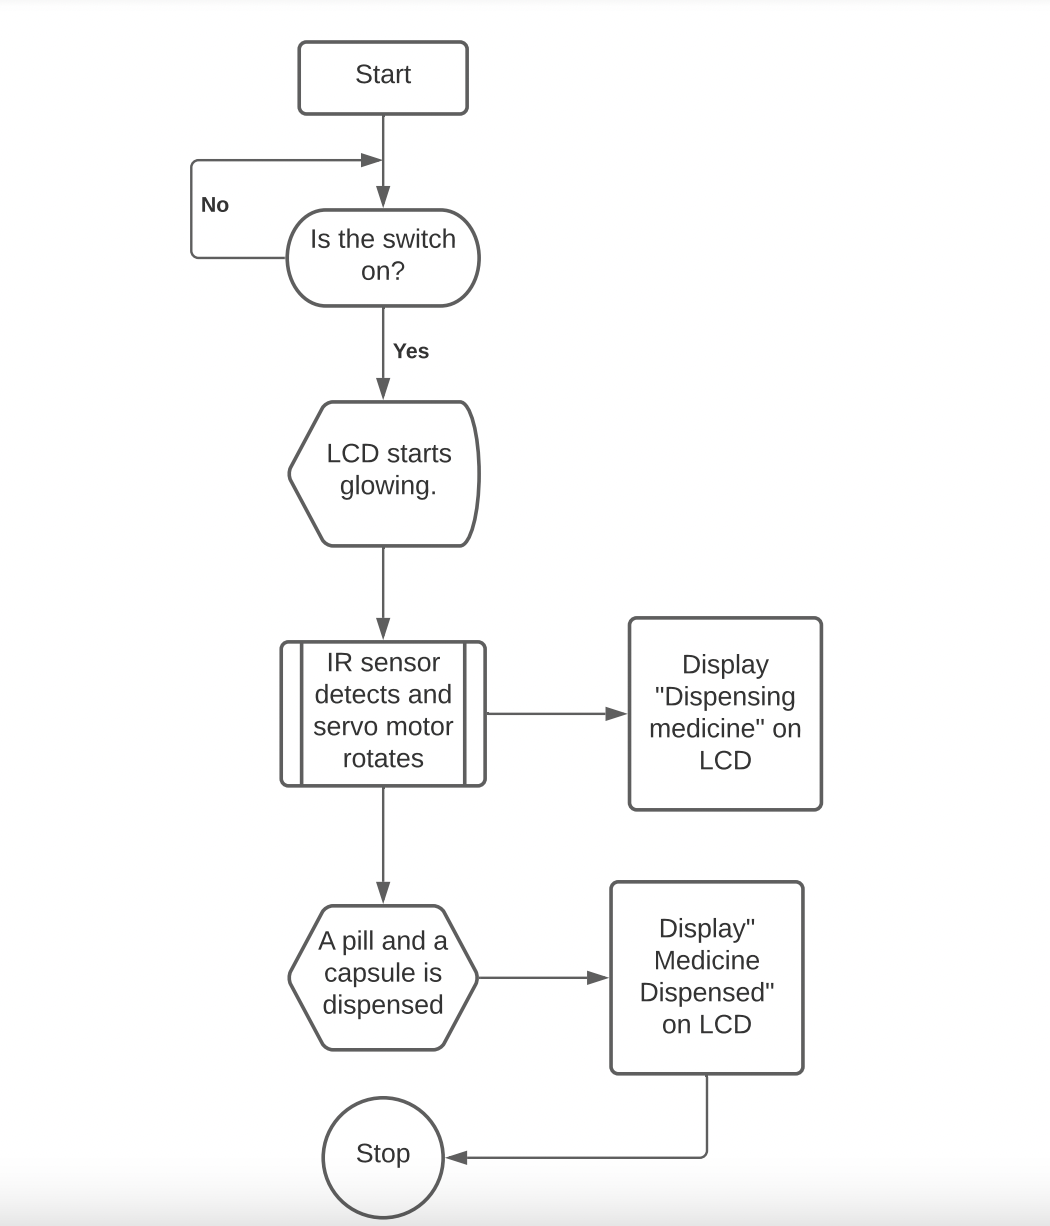 Start
No
Is the switch
on?
Yes
LCD starts
glowing.
IR sensor
detects and
servo motor
rotates
Display
"Dispensing
medicine" on
LCD
A pill and a
capsule is
dispensed
Display"
Medicine
Dispensed"
on LCD
Stop